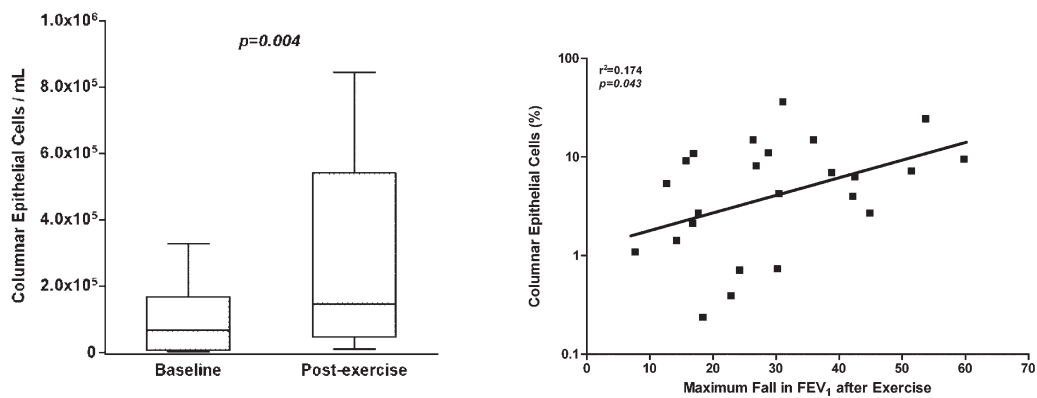 1.0x10⁶
p=0.004
8.0x10⁵
6.0x10⁵
4.0x10⁵
2.0x10⁵
0
Columnar Epithelial Cells / mL
Baseline Post-exercise
100
r²=0.174
p=0.043
10
1
0.1
Columnar Epithelial Cells (%)
0 10 20 30 40 50 60 70
Maximum Fall in FEV₁ after Exercise